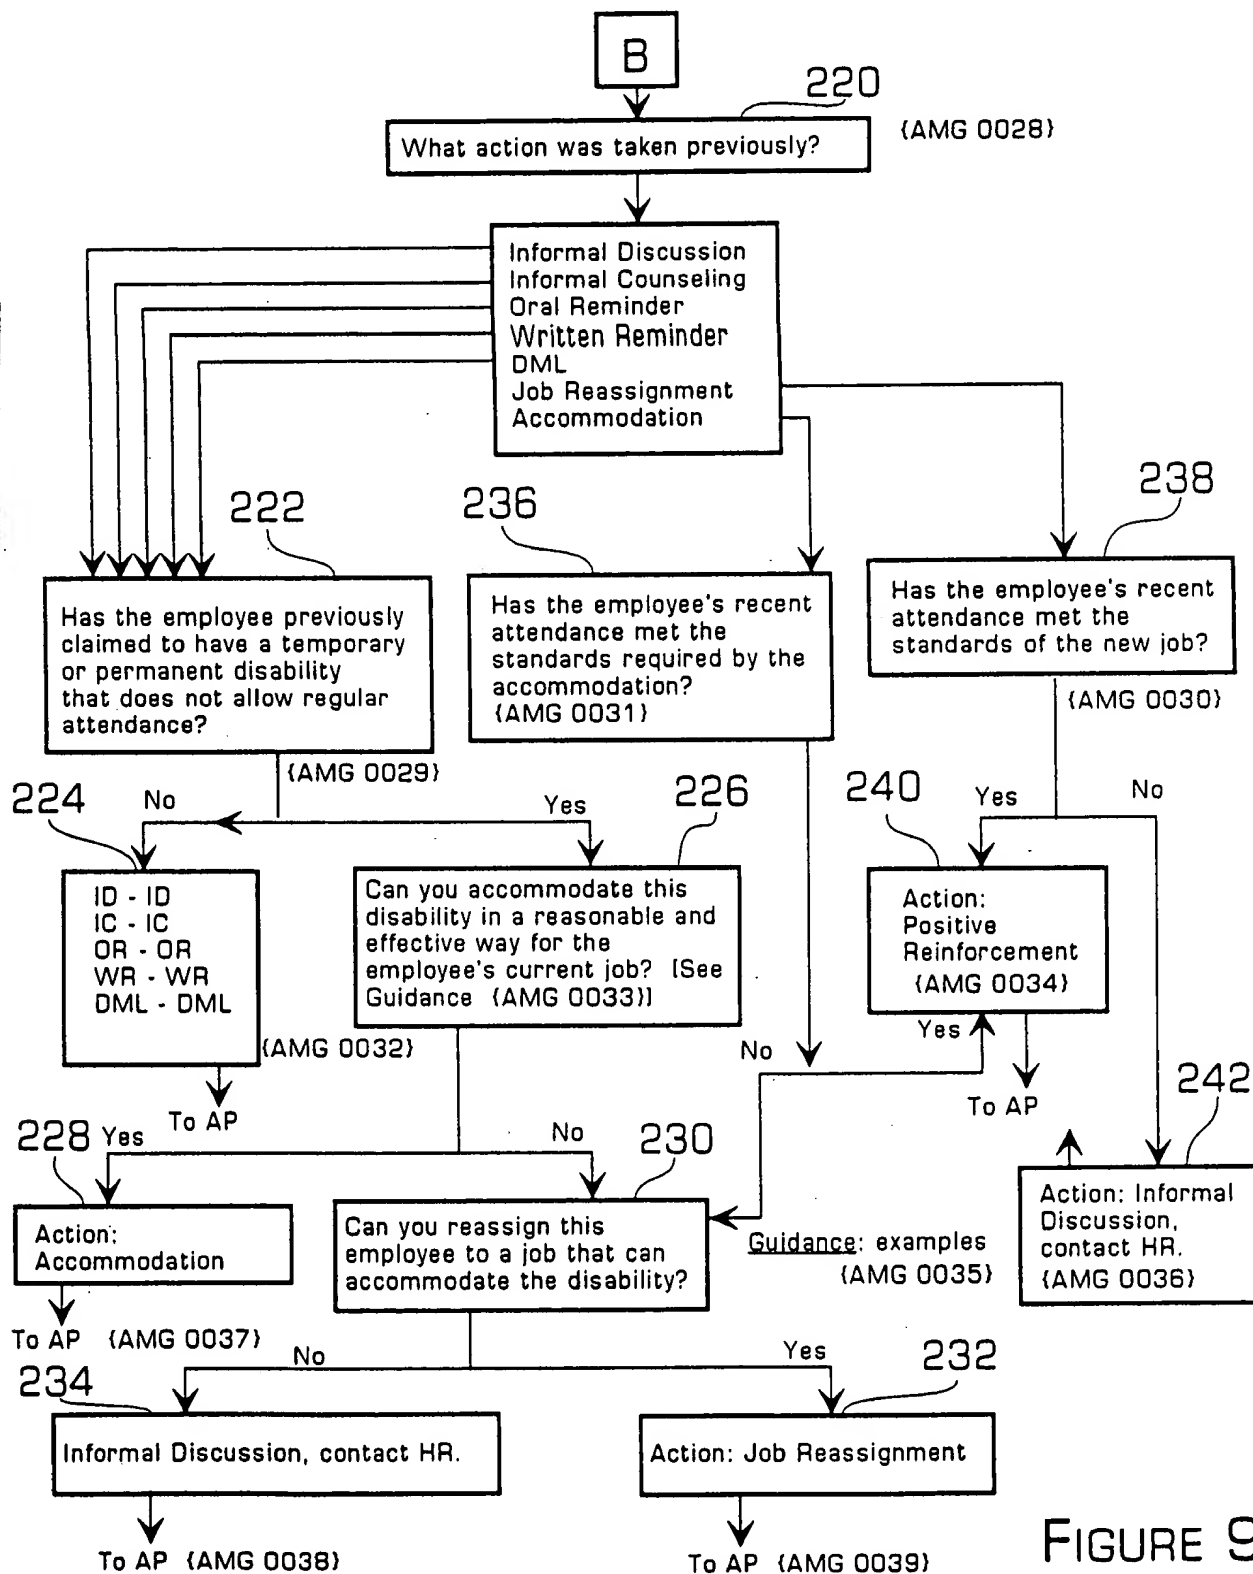 B
220
What action was taken previously?
{AMG 0028}
Informal Discussion
Informal Counseling
Oral Reminder
Written Reminder
DML
Job Reassignment
Accommodation
222
236
238
Has the employee previously
claimed to have a temporary
or permanent disability
that does not allow regular
attendance?
{AMG 0029}
Has the employee's recent
attendance met the
standards required by the
accommodation?
{AMG 0031}
Has the employee's recent
attendance met the
standards of the new job?
{AMG 0030}
224
No
Yes
226
240
Yes
No
ID - ID
IC - IC
OR - OR
WR - WR
DML - DML
{AMG 0032}
To AP
Can you accommodate this
disability in a reasonable and
effective way for the
employee's current job? [See
Guidance {AMG 0033}]
Action:
Positive
Reinforcement
{AMG 0034}
Yes
No
To AP
242
228
Yes
No
230
Action:
Accommodation
To AP {AMG 0037}
Can you reassign this
employee to a job that can
accommodate the disability?
Guidance: examples
{AMG 0035}
Action: Informal
Discussion,
contact HR.
{AMG 0036}
234
No
Yes
232
Informal Discussion, contact HR.
Action: Job Reassignment
To AP {AMG 0038}
To AP {AMG 0039}
FIGURE 9